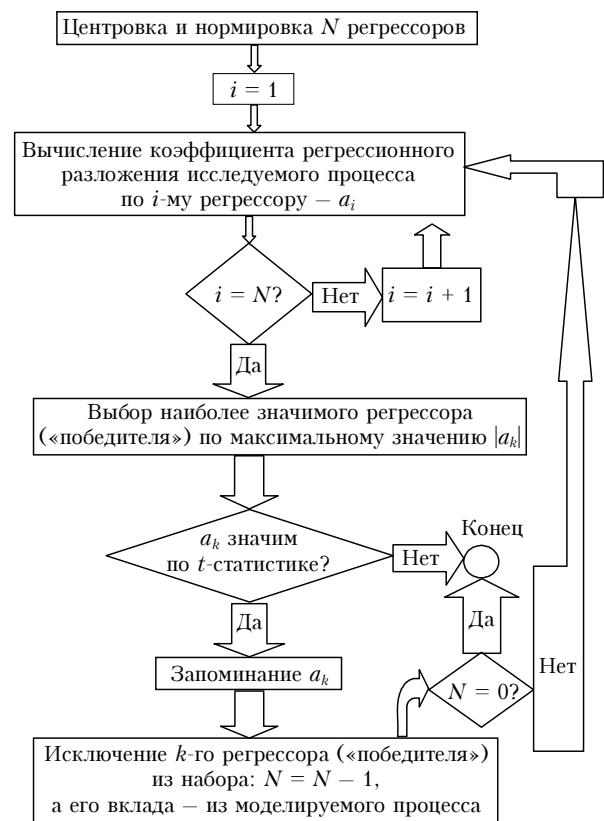 Центровка и нормировка N регрессоров
i = 1
Вычисление коэффициента регрессионного
разложения исследуемого процесса
по i-му регрессору – a_i
i = N?
Нет
i = i + 1
Да
Выбор наиболее значимого регрессора
(«победителя») по максимальному значению |a_k|
a_k значим
по t-статистике?
Нет
Конец
Да
Да
Запоминание a_k
N = 0?
Нет
Исключение k-го регрессора («победителя»)
из набора: N = N – 1,
а его вклада – из моделируемого процесса